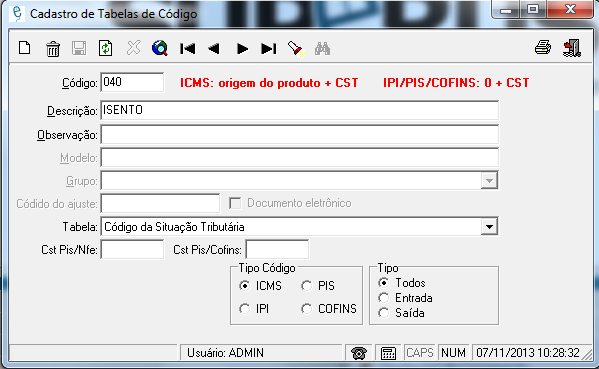 Cadastro de Tabelas de Código
Código: 040 ICMS: origem do produto + CST IPI/PIS/COFINS: 0 + CST
Descrição: ISENTO
Observação:
Modelo:
Grupo:
Códido do ajuste: Documento eletrônico
Tabela: Código da Situação Tributária
Cst Pis/Nfe: Cst Pis/Cofins:
Tipo Código Tipo
ICMS PIS Todos
IPI COFINS Entrada
Saída
Usuário: ADMIN CAPS NUM 07/11/2013 10:28:32